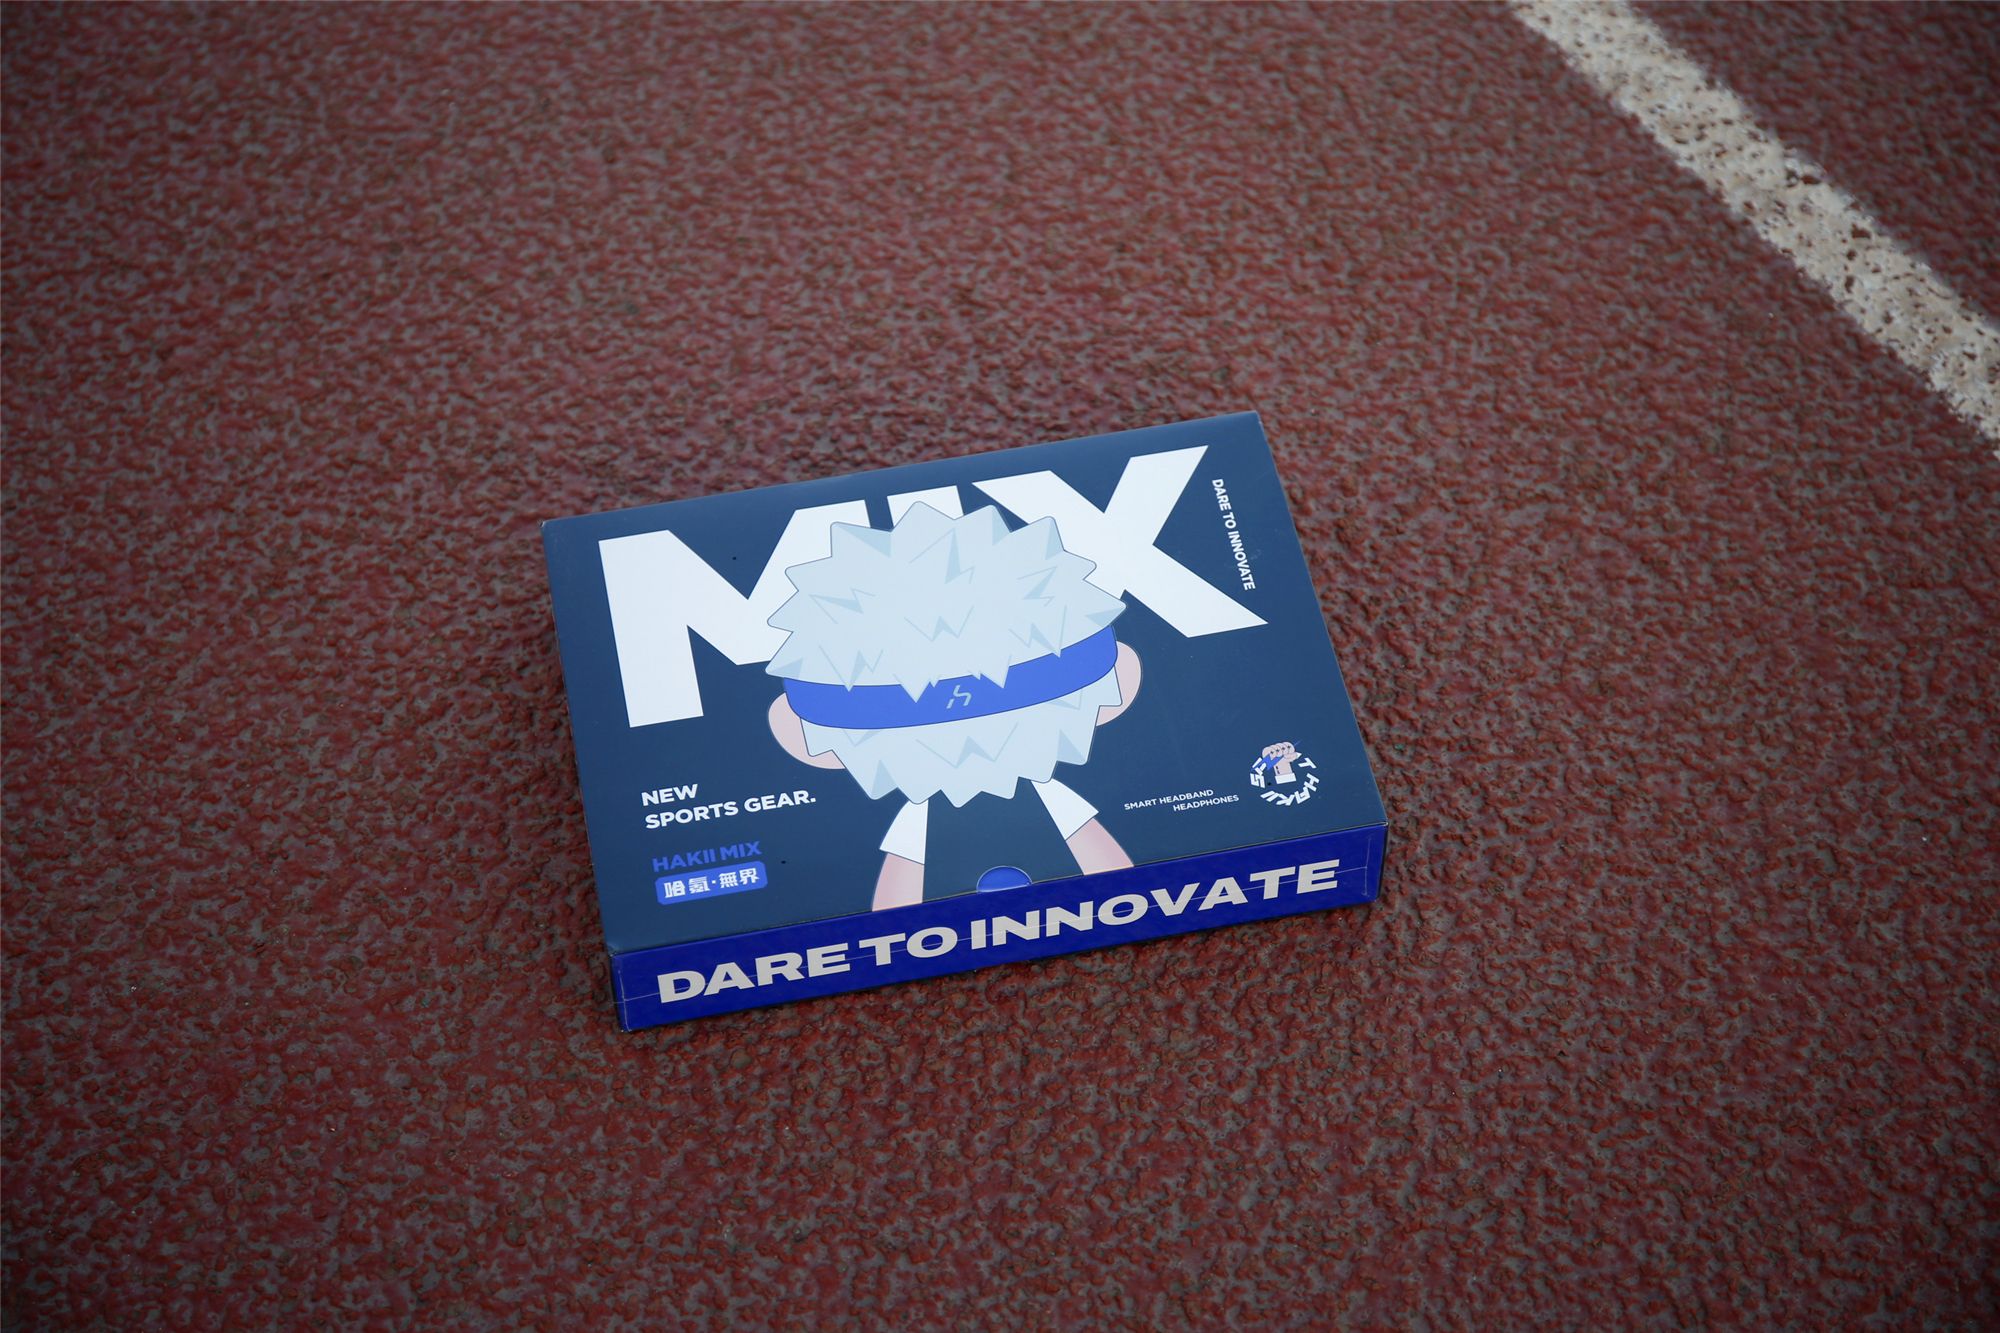 MIX
DARE TO INNOVATE
NEW
SPORTS GEAR.
HAKII MIX
哈氪·無界
SMART HEADBAND
HEADPHONES
DARE TO INNOVATE